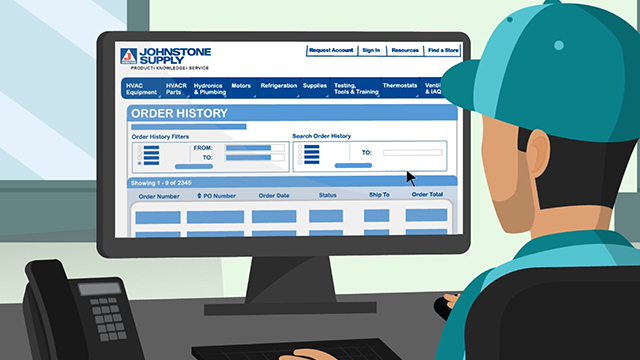 JOHNSTONE
SUPPLY
PRODUCT • KNOWLEDGE • SERVICE
Request Account Sign In Resources Find a Store
HVAC Equipment HVACR Parts Hydronics & Plumbing Motors Refrigeration Supplies Testing, Tools & Training Thermostats & IAQ
ORDER HISTORY
Order History Filters Search Order History
FROM:
TO: TO:
Showing 1 - 9 of 2345
Order Number PO Number Order Date Status Ship To Order Total